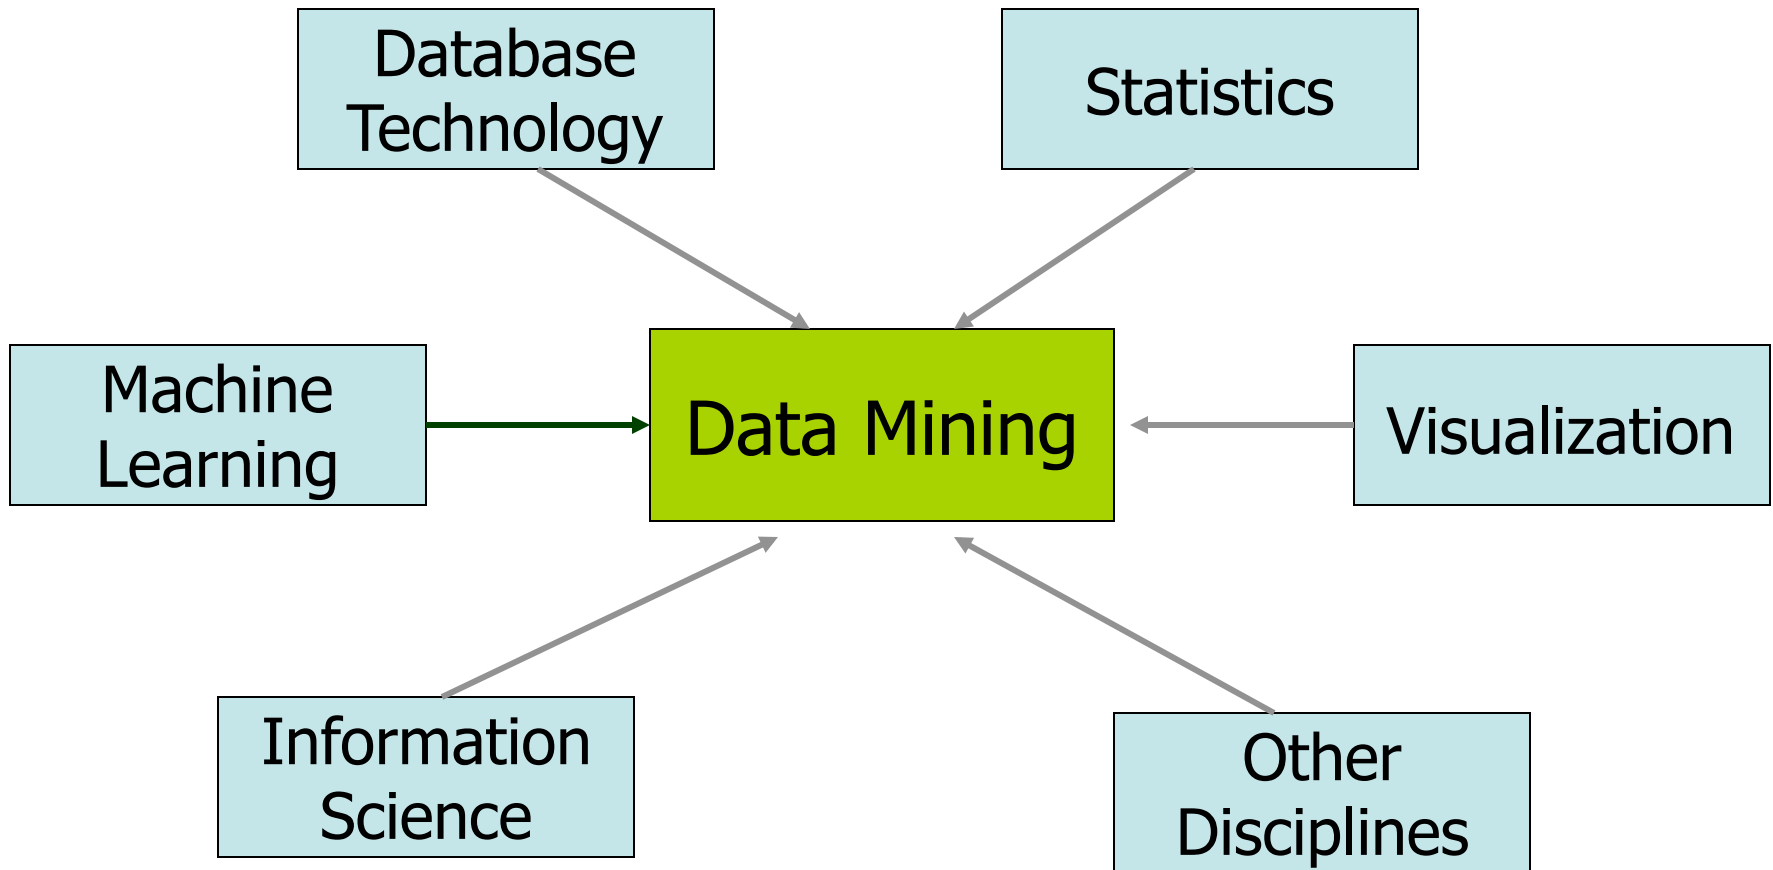 Database
Technology
Statistics
Machine
Learning
Data Mining
Visualization
Information
Science
Other
Disciplines